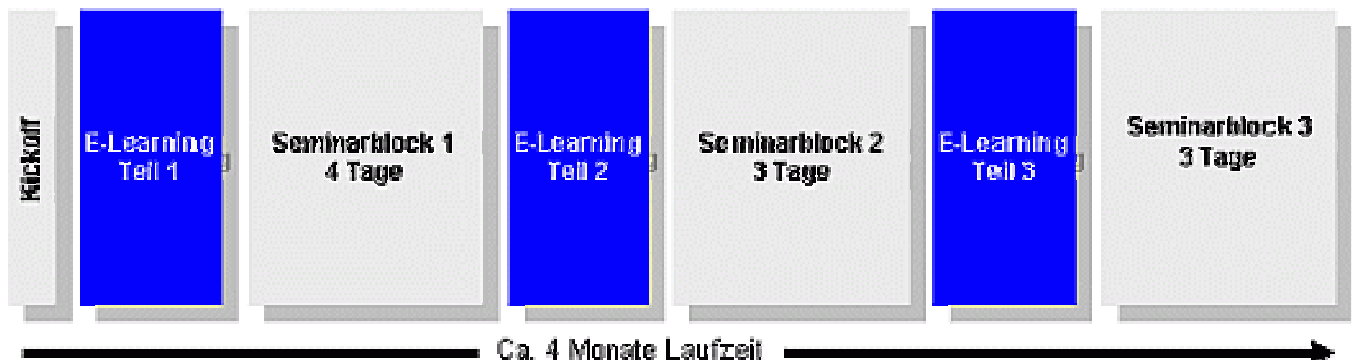 Kickoff
E-Learning
Teil 1
Seminarblock 1
4 Tage
E-Learning
Teil 2
Seminarblock 2
3 Tage
E-Learning
Teil 3
Seminarblock 3
3 Tage
Ca. 4 Monate Laufzeit